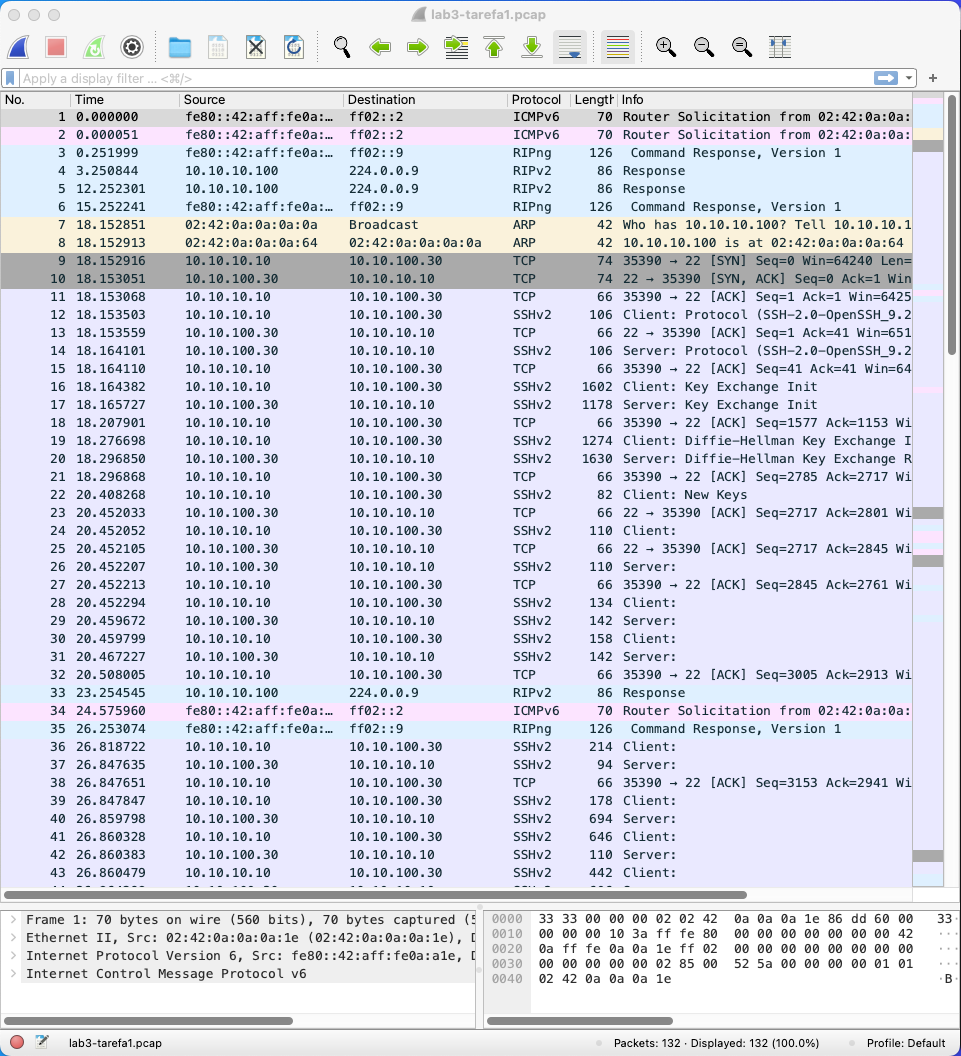 lab3-tarefa1.pcap
Apply a display filter … <⌘/>
No. Time Source Destination Protocol Length Info
1 0.000000 fe80::42:aff:fe0a:… ff02::2 ICMPv6 70 Router Solicitation from 02:42:0a:0a:
2 0.000051 fe80::42:aff:fe0a:… ff02::2 ICMPv6 70 Router Solicitation from 02:42:0a:0a:
3 0.251999 fe80::42:aff:fe0a:… ff02::9 RIPng 126 Command Response, Version 1
4 3.250844 10.10.10.100 224.0.0.9 RIPv2 86 Response
5 12.252301 10.10.10.100 224.0.0.9 RIPv2 86 Response
6 15.252241 fe80::42:aff:fe0a:… ff02::9 RIPng 126 Command Response, Version 1
7 18.152851 02:42:0a:0a:0a:0a Broadcast ARP 42 Who has 10.10.10.100? Tell 10.10.10.1
8 18.152913 02:42:0a:0a:0a:64 02:42:0a:0a:0a:0a ARP 42 10.10.10.100 is at 02:42:0a:0a:0a:64
9 18.152916 10.10.10.10 10.10.100.30 TCP 74 35390 → 22 [SYN] Seq=0 Win=64240 Len=
10 18.153051 10.10.100.30 10.10.10.10 TCP 74 22 → 35390 [SYN, ACK] Seq=0 Ack=1 Win
11 18.153068 10.10.10.10 10.10.100.30 TCP 66 35390 → 22 [ACK] Seq=1 Ack=1 Win=6425
12 18.153503 10.10.10.10 10.10.100.30 SSHv2 106 Client: Protocol (SSH-2.0-OpenSSH_9.2
13 18.153559 10.10.100.30 10.10.10.10 TCP 66 22 → 35390 [ACK] Seq=1 Ack=41 Win=651
14 18.164101 10.10.100.30 10.10.10.10 SSHv2 106 Server: Protocol (SSH-2.0-OpenSSH_9.2
15 18.164110 10.10.10.10 10.10.100.30 TCP 66 35390 → 22 [ACK] Seq=41 Ack=41 Win=64
16 18.164382 10.10.10.10 10.10.100.30 SSHv2 1602 Client: Key Exchange Init
17 18.165727 10.10.100.30 10.10.10.10 SSHv2 1178 Server: Key Exchange Init
18 18.207901 10.10.10.10 10.10.100.30 TCP 66 35390 → 22 [ACK] Seq=1577 Ack=1153 Wi
19 18.276698 10.10.10.10 10.10.100.30 SSHv2 1274 Client: Diffie-Hellman Key Exchange I
20 18.296850 10.10.100.30 10.10.10.10 SSHv2 1630 Server: Diffie-Hellman Key Exchange R
21 18.296868 10.10.10.10 10.10.100.30 TCP 66 35390 → 22 [ACK] Seq=2785 Ack=2717 Wi
22 20.408268 10.10.10.10 10.10.100.30 SSHv2 82 Client: New Keys
23 20.452033 10.10.100.30 10.10.10.10 TCP 66 22 → 35390 [ACK] Seq=2717 Ack=2801 Wi
24 20.452052 10.10.10.10 10.10.100.30 SSHv2 110 Client:
25 20.452105 10.10.100.30 10.10.10.10 TCP 66 22 → 35390 [ACK] Seq=2717 Ack=2845 Wi
26 20.452207 10.10.100.30 10.10.10.10 SSHv2 110 Server:
27 20.452213 10.10.10.10 10.10.100.30 TCP 66 35390 → 22 [ACK] Seq=2845 Ack=2761 Wi
28 20.452294 10.10.10.10 10.10.100.30 SSHv2 134 Client:
29 20.459672 10.10.100.30 10.10.10.10 SSHv2 142 Server:
30 20.459799 10.10.10.10 10.10.100.30 SSHv2 158 Client:
31 20.467227 10.10.100.30 10.10.10.10 SSHv2 142 Server:
32 20.508005 10.10.10.10 10.10.100.30 TCP 66 35390 → 22 [ACK] Seq=3005 Ack=2913 Wi
33 23.254545 10.10.10.100 224.0.0.9 RIPv2 86 Response
34 24.575960 fe80::42:aff:fe0a:… ff02::2 ICMPv6 70 Router Solicitation from 02:42:0a:0a:
35 26.253074 fe80::42:aff:fe0a:… ff02::9 RIPng 126 Command Response, Version 1
36 26.818722 10.10.10.10 10.10.100.30 SSHv2 214 Client:
37 26.847635 10.10.100.30 10.10.10.10 SSHv2 94 Server:
38 26.847651 10.10.10.10 10.10.100.30 TCP 66 35390 → 22 [ACK] Seq=3153 Ack=2941 Wi
39 26.847847 10.10.10.10 10.10.100.30 SSHv2 178 Client:
40 26.859798 10.10.100.30 10.10.10.10 SSHv2 694 Server:
41 26.860328 10.10.10.10 10.10.100.30 SSHv2 646 Client:
42 26.860383 10.10.100.30 10.10.10.10 SSHv2 110 Server:
43 26.860479 10.10.10.10 10.10.100.30 SSHv2 442 Client:
Frame 1: 70 bytes on wire (560 bits), 70 bytes captured (5
Ethernet II, Src: 02:42:0a:0a:0a:1e (02:42:0a:0a:0a:1e), D
Internet Protocol Version 6, Src: fe80::42:aff:fe0a:a1e, D
Internet Control Message Protocol v6
0000 33 33 00 00 00 02 02 42 0a 0a 0a 1e 86 dd 60 00 33·
0010 00 00 00 10 3a ff fe 80 00 00 00 00 00 00 00 42 ···
0020 0a ff fe 0a 0a 1e ff 02 00 00 00 00 00 00 00 00 ···
0030 00 00 00 00 00 02 85 00 52 5a 00 00 00 00 01 01 ···
0040 02 42 0a 0a 0a 1e ·B·
lab3-tarefa1.pcap Packets: 132 · Displayed: 132 (100.0%) Profile: Default